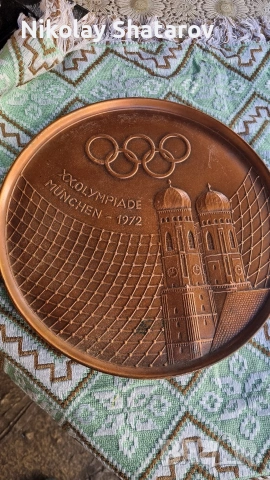 Nikolay Shatarov
XX OLYMPIADE
MÜNCHEN - 1972